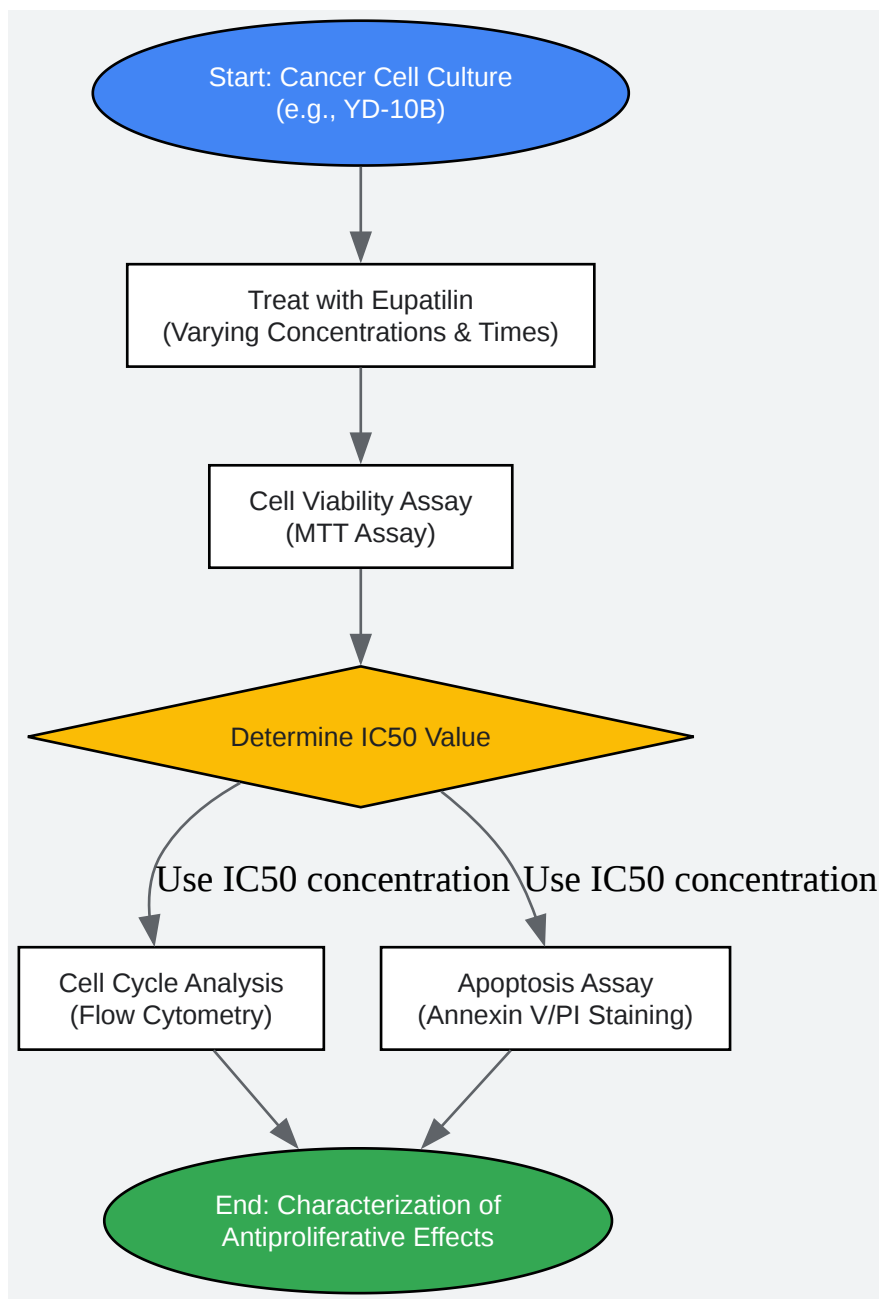 Start: Cancer Cell Culture
(e.g., YD-10B)
Treat with Eupatilin
(Varying Concentrations & Times)
Cell Viability Assay
(MTT Assay)
Determine IC50 Value
Use IC50 concentration
Use IC50 concentration
Cell Cycle Analysis
(Flow Cytometry)
Apoptosis Assay
(Annexin V/PI Staining)
End: Characterization of
Antiproliferative Effects